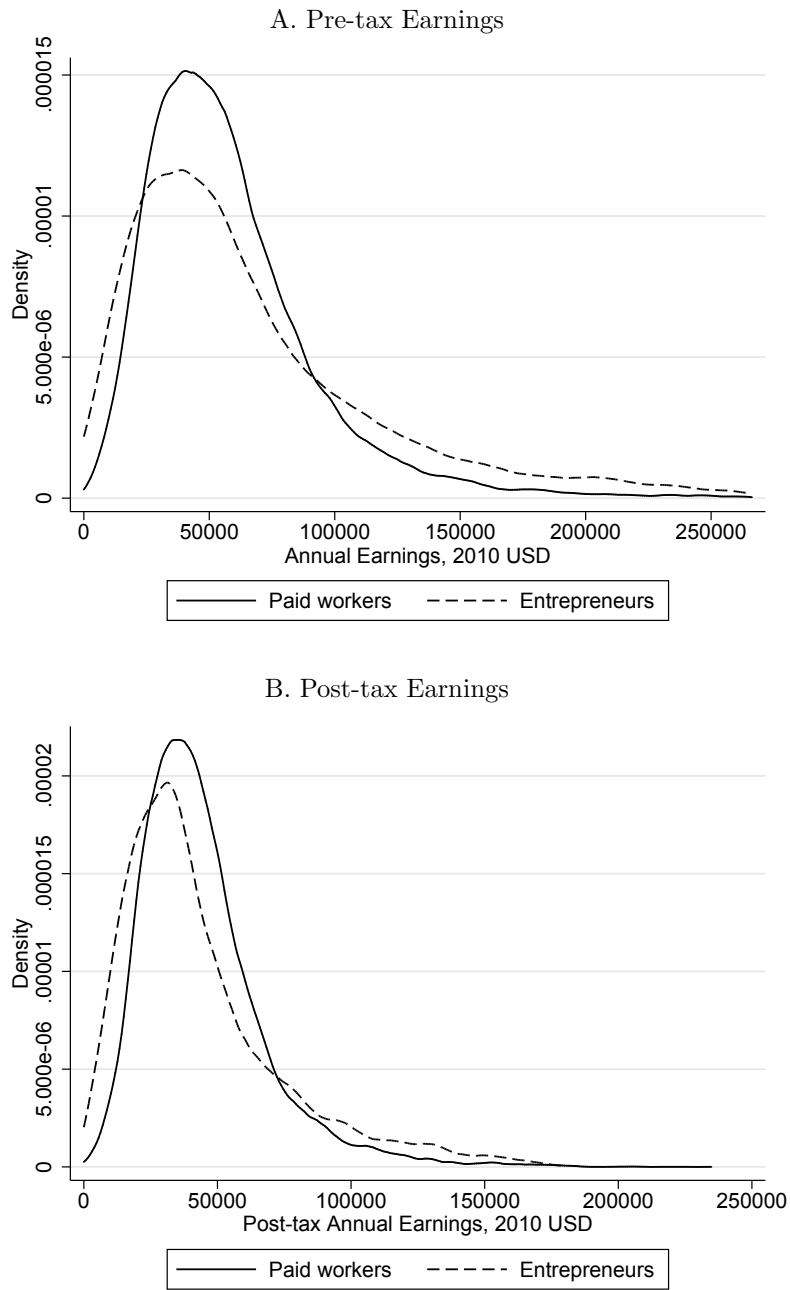 A. Pre-tax Earnings
Density
.000015
.00001
5.000e-06
0
0 50000 100000 150000 200000 250000
Annual Earnings, 2010 USD
Paid workers Entrepreneurs
B. Post-tax Earnings
Density
.00002
.000015
.00001
5.000e-06
0
0 50000 100000 150000 200000 250000
Post-tax Annual Earnings, 2010 USD
Paid workers Entrepreneurs